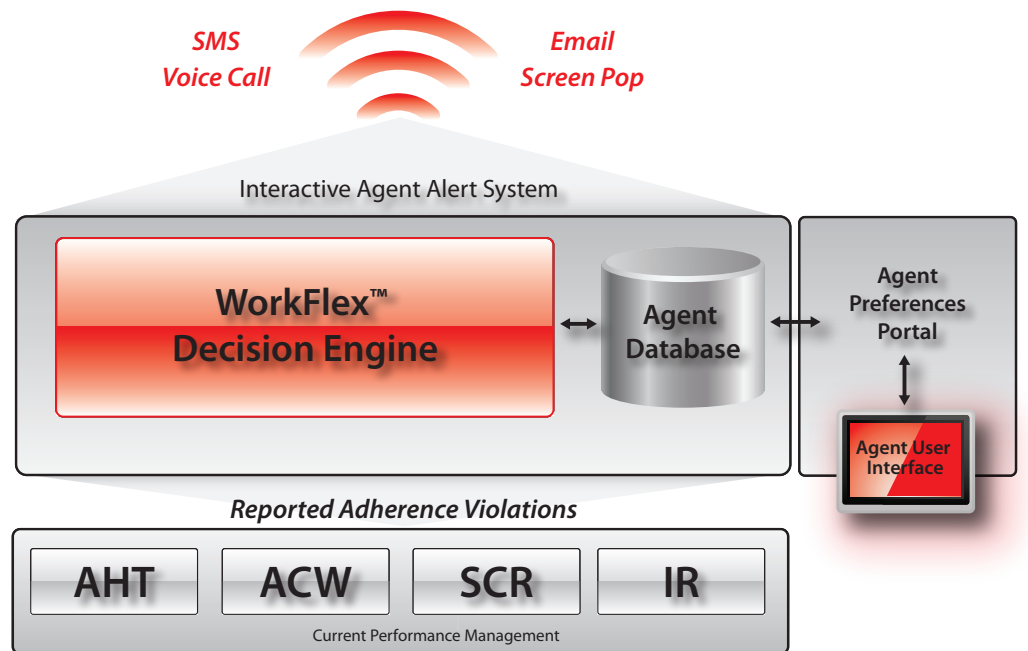 SMS
Voice Call
Email
Screen Pop
Interactive Agent Alert System
WorkFlex™
Decision Engine
Agent
Database
Agent
Preferences
Portal
Agent User
Interface
Reported Adherence Violations
AHT
ACW
SCR
IR
Current Performance Management